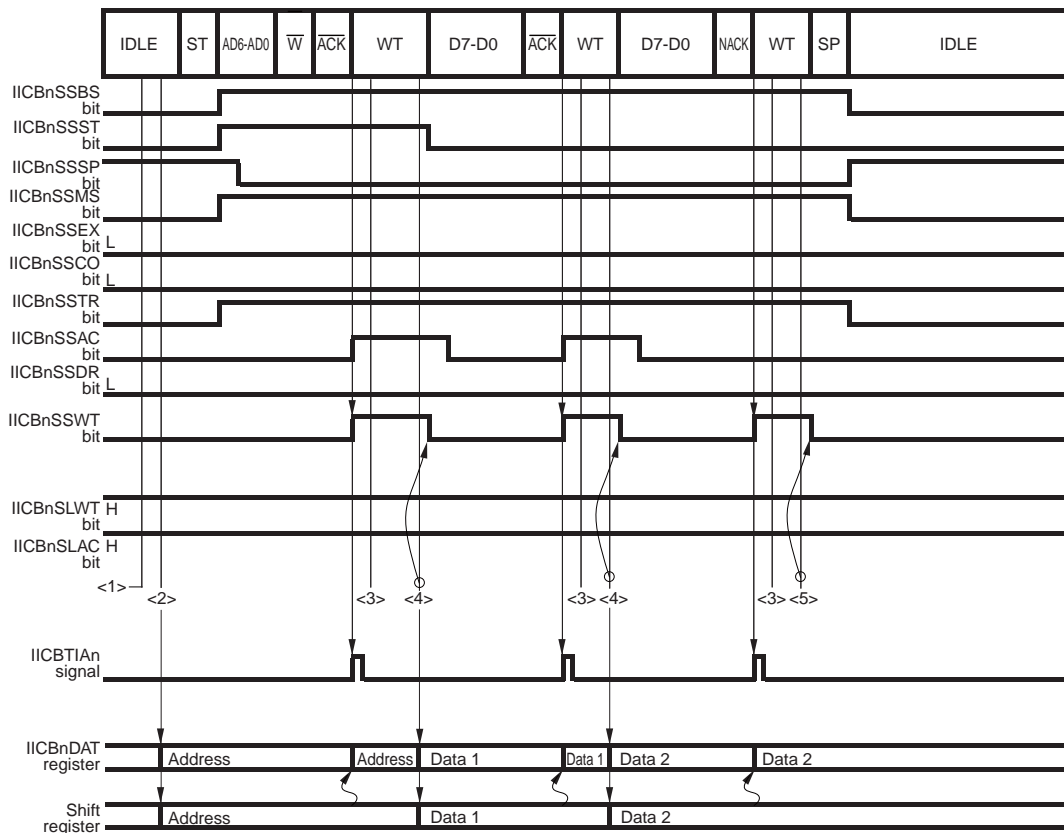 IDLE ST AD6-AD0 W ACK WT D7-D0 ACK WT D7-D0 NACK WT SP IDLE
IICBnSSBS
bit
IICBnSSST
bit
IICBnSSSP
bit
IICBnSSMS
bit
IICBnSSEX
bit L
IICBnSSCO
bit L
IICBnSSTR
bit
IICBnSSAC
bit
IICBnSSDR
bit L
IICBnSSWT
bit
IICBnSLWT H
bit
IICBnSLAC H
bit
<1>
<2> <3> <4> <3> <4> <3> <5>
IICBTIAn
signal
IICBnDAT
register
Address Address Data 1 Data 1 Data 2 Data 2
Shift
register
Address Data 1 Data 2